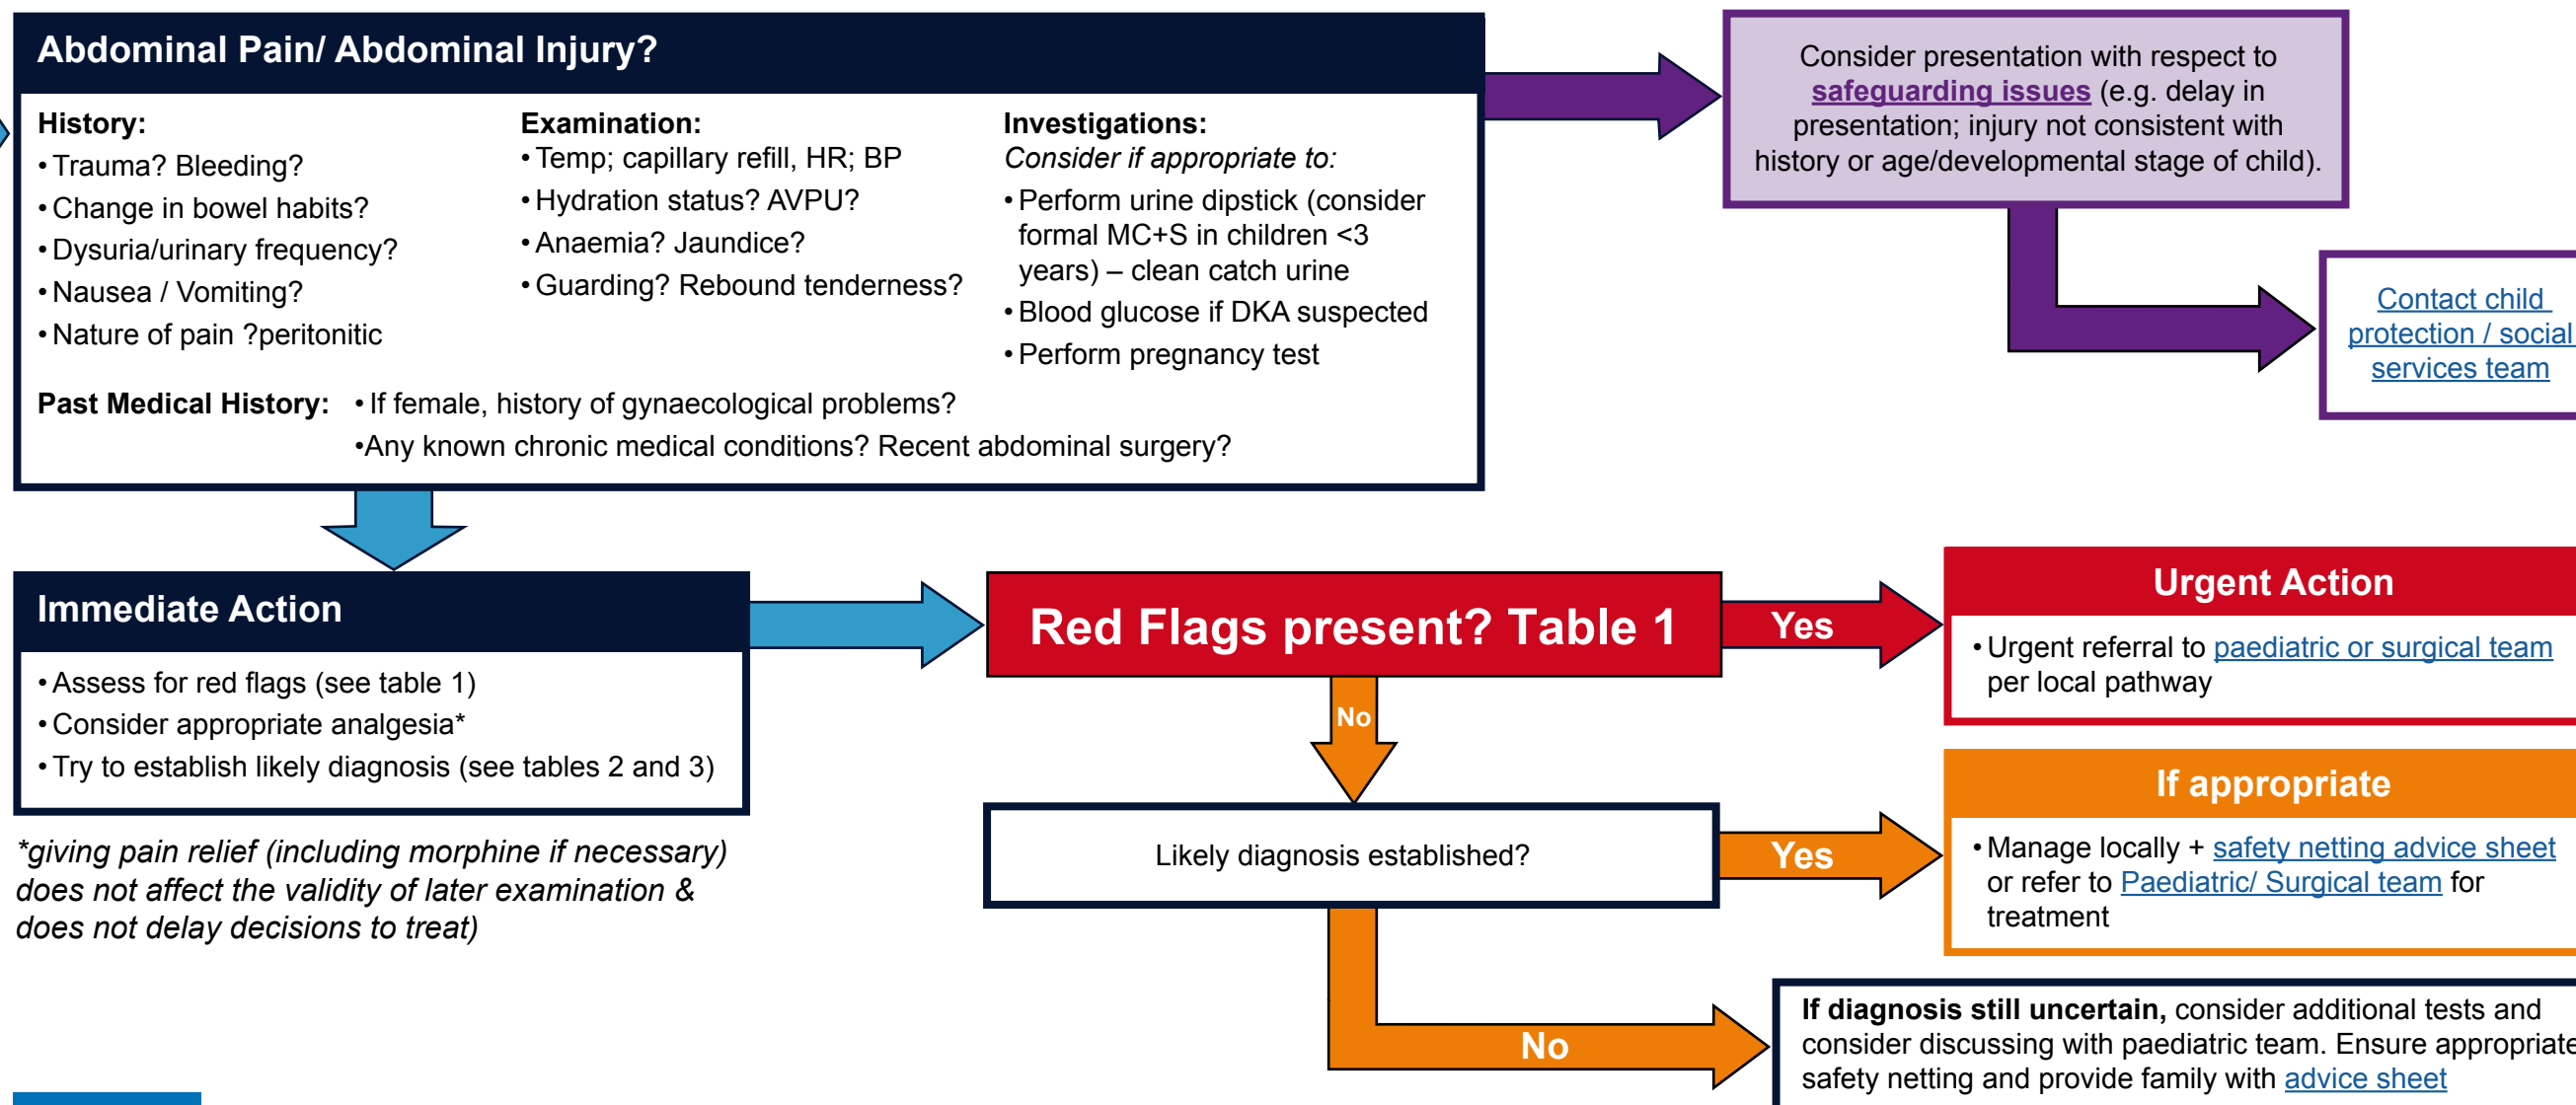 Abdominal Pain/ Abdominal Injury?
History:
• Trauma? Bleeding?
• Change in bowel habits?
• Dysuria/urinary frequency?
• Nausea / Vomiting?
• Nature of pain ?peritonitic
Examination:
• Temp; capillary refill, HR; BP
• Hydration status? AVPU?
• Anaemia? Jaundice?
• Guarding? Rebound tenderness?
Investigations:
Consider if appropriate to:
• Perform urine dipstick (consider
formal MC+S in children <3
years) – clean catch urine
• Blood glucose if DKA suspected
• Perform pregnancy test
Past Medical History: • If female, history of gynaecological problems?
•Any known chronic medical conditions? Recent abdominal surgery?
Consider presentation with respect to
safeguarding issues (e.g. delay in
presentation; injury not consistent with
history or age/developmental stage of child).
Contact child
protection / social
services team
Immediate Action
• Assess for red flags (see table 1)
• Consider appropriate analgesia*
• Try to establish likely diagnosis (see tables 2 and 3)
*giving pain relief (including morphine if necessary)
does not affect the validity of later examination &
does not delay decisions to treat)
Red Flags present? Table 1
Yes
Urgent Action
• Urgent referral to paediatric or surgical team
per local pathway
No
Likely diagnosis established?
Yes
If appropriate
• Manage locally + safety netting advice sheet
or refer to Paediatric/ Surgical team for
treatment
No
If diagnosis still uncertain, consider additional tests and
consider discussing with paediatric team. Ensure appropriate
safety netting and provide family with advice sheet